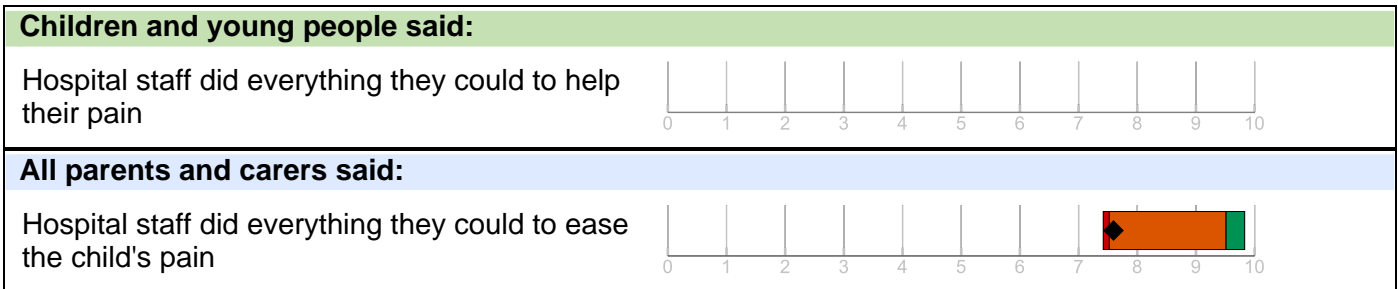 Children and young people said:
Hospital staff did everything they could to help
their pain
0 1 2 3 4 5 6 7 8 9 10
All parents and carers said:
Hospital staff did everything they could to ease
the child's pain
0 1 2 3 4 5 6 7 8 9 10